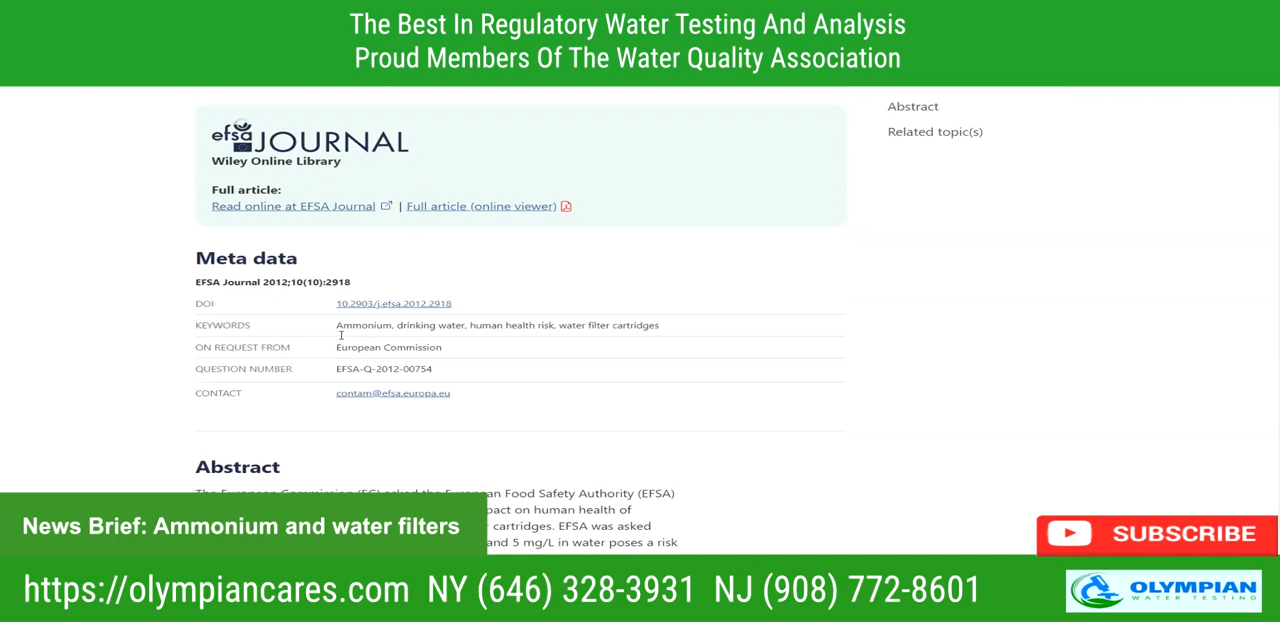 The Best In Regulatory Water Testing And Analysis
Proud Members Of The Water Quality Association
efsa JOURNAL
Wiley Online Library
Full article:
Read online at EFSA Journal | Full article (online viewer)
Abstract
Related topic(s)
Meta data
EFSA Journal 2012;10(10):2918
DOI 10.2903/j.efsa.2012.2918
KEYWORDS Ammonium, drinking water, human health risk, water filter cartridges
ON REQUEST FROM European Commission
QUESTION NUMBER EFSA-Q-2012-00754
CONTACT contam@efsa.europa.eu
Abstract
The European Commission (EC) asked the European Food Safety Authority (EFSA)
on human health of
cartridges. EFSA was asked
and 5 mg/L in water poses a risk
News Brief: Ammonium and water filters
SUBSCRIBE
https://olympiancares.com NY (646) 328-3931 NJ (908) 772-8601
OLYMPIAN
WATER TESTING